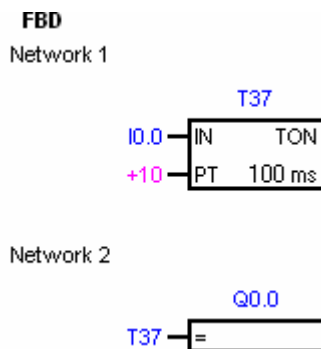 FBD
Network 1
T37
I0.0 IN TON
+10 PT 100 ms
Network 2
Q0.0
T37 =